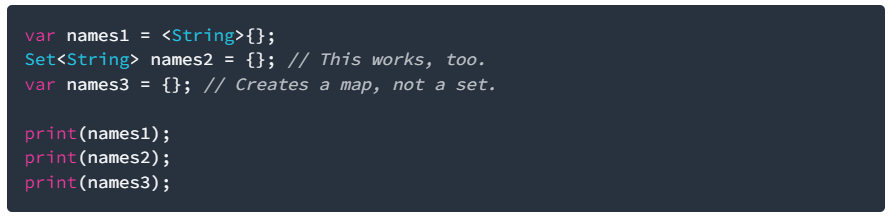 var names1 = <String>{};
Set<String> names2 = {}; // This works, too.
var names3 = {}; // Creates a map, not a set.
print(names1);
print(names2);
print(names3);